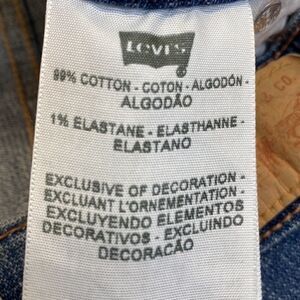 LEVI'S
99% COTTON - COTON - ALGODÓN -
ALGODÃO
1% ELASTANE - ELASTHANNE -
ELASTANO
EXCLUSIVE OF DECORATION -
EXCLUANT L'ORNEMENTATION -
EXCLUYENDO ELEMENTOS
DECORATIVOS - EXCLUINDO
DECORAÇÃO